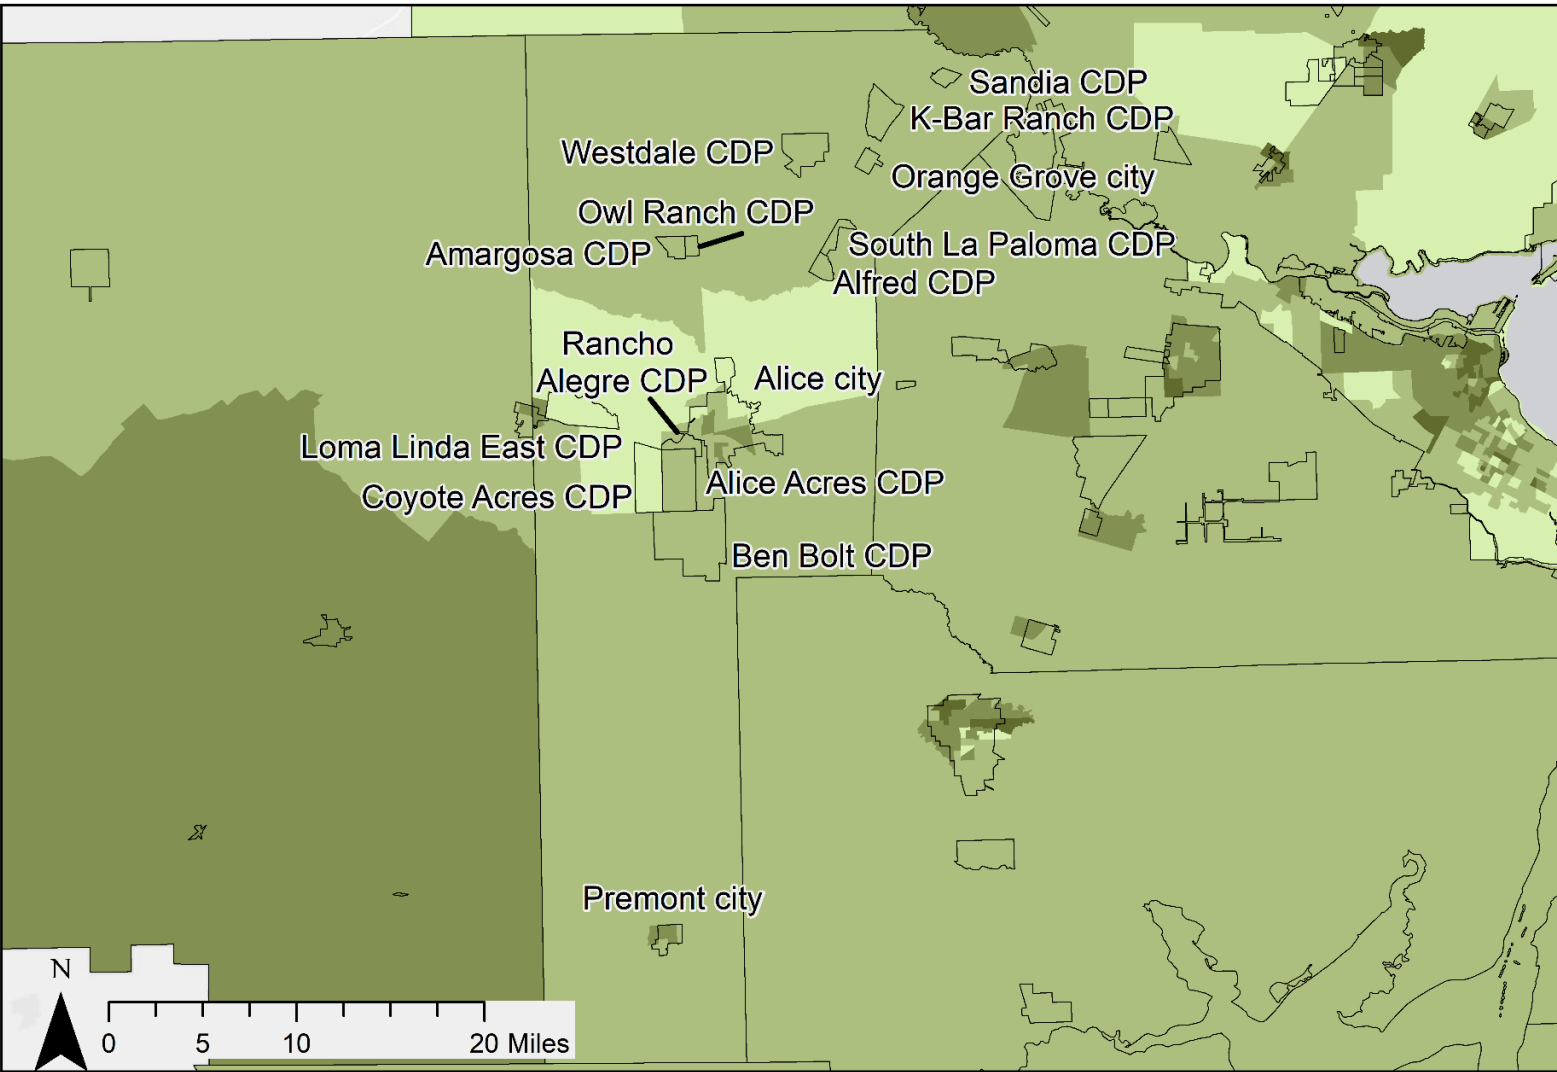 Sandia CDP
K-Bar Ranch CDP
Westdale CDP
Orange Grove city
Owl Ranch CDP
Amargosa CDP
South La Paloma CDP
Alfred CDP
Rancho
Alegre CDP
Alice city
Loma Linda East CDP
Coyote Acres CDP
Alice Acres CDP
Ben Bolt CDP
Premont city
N
0 5 10 20 Miles